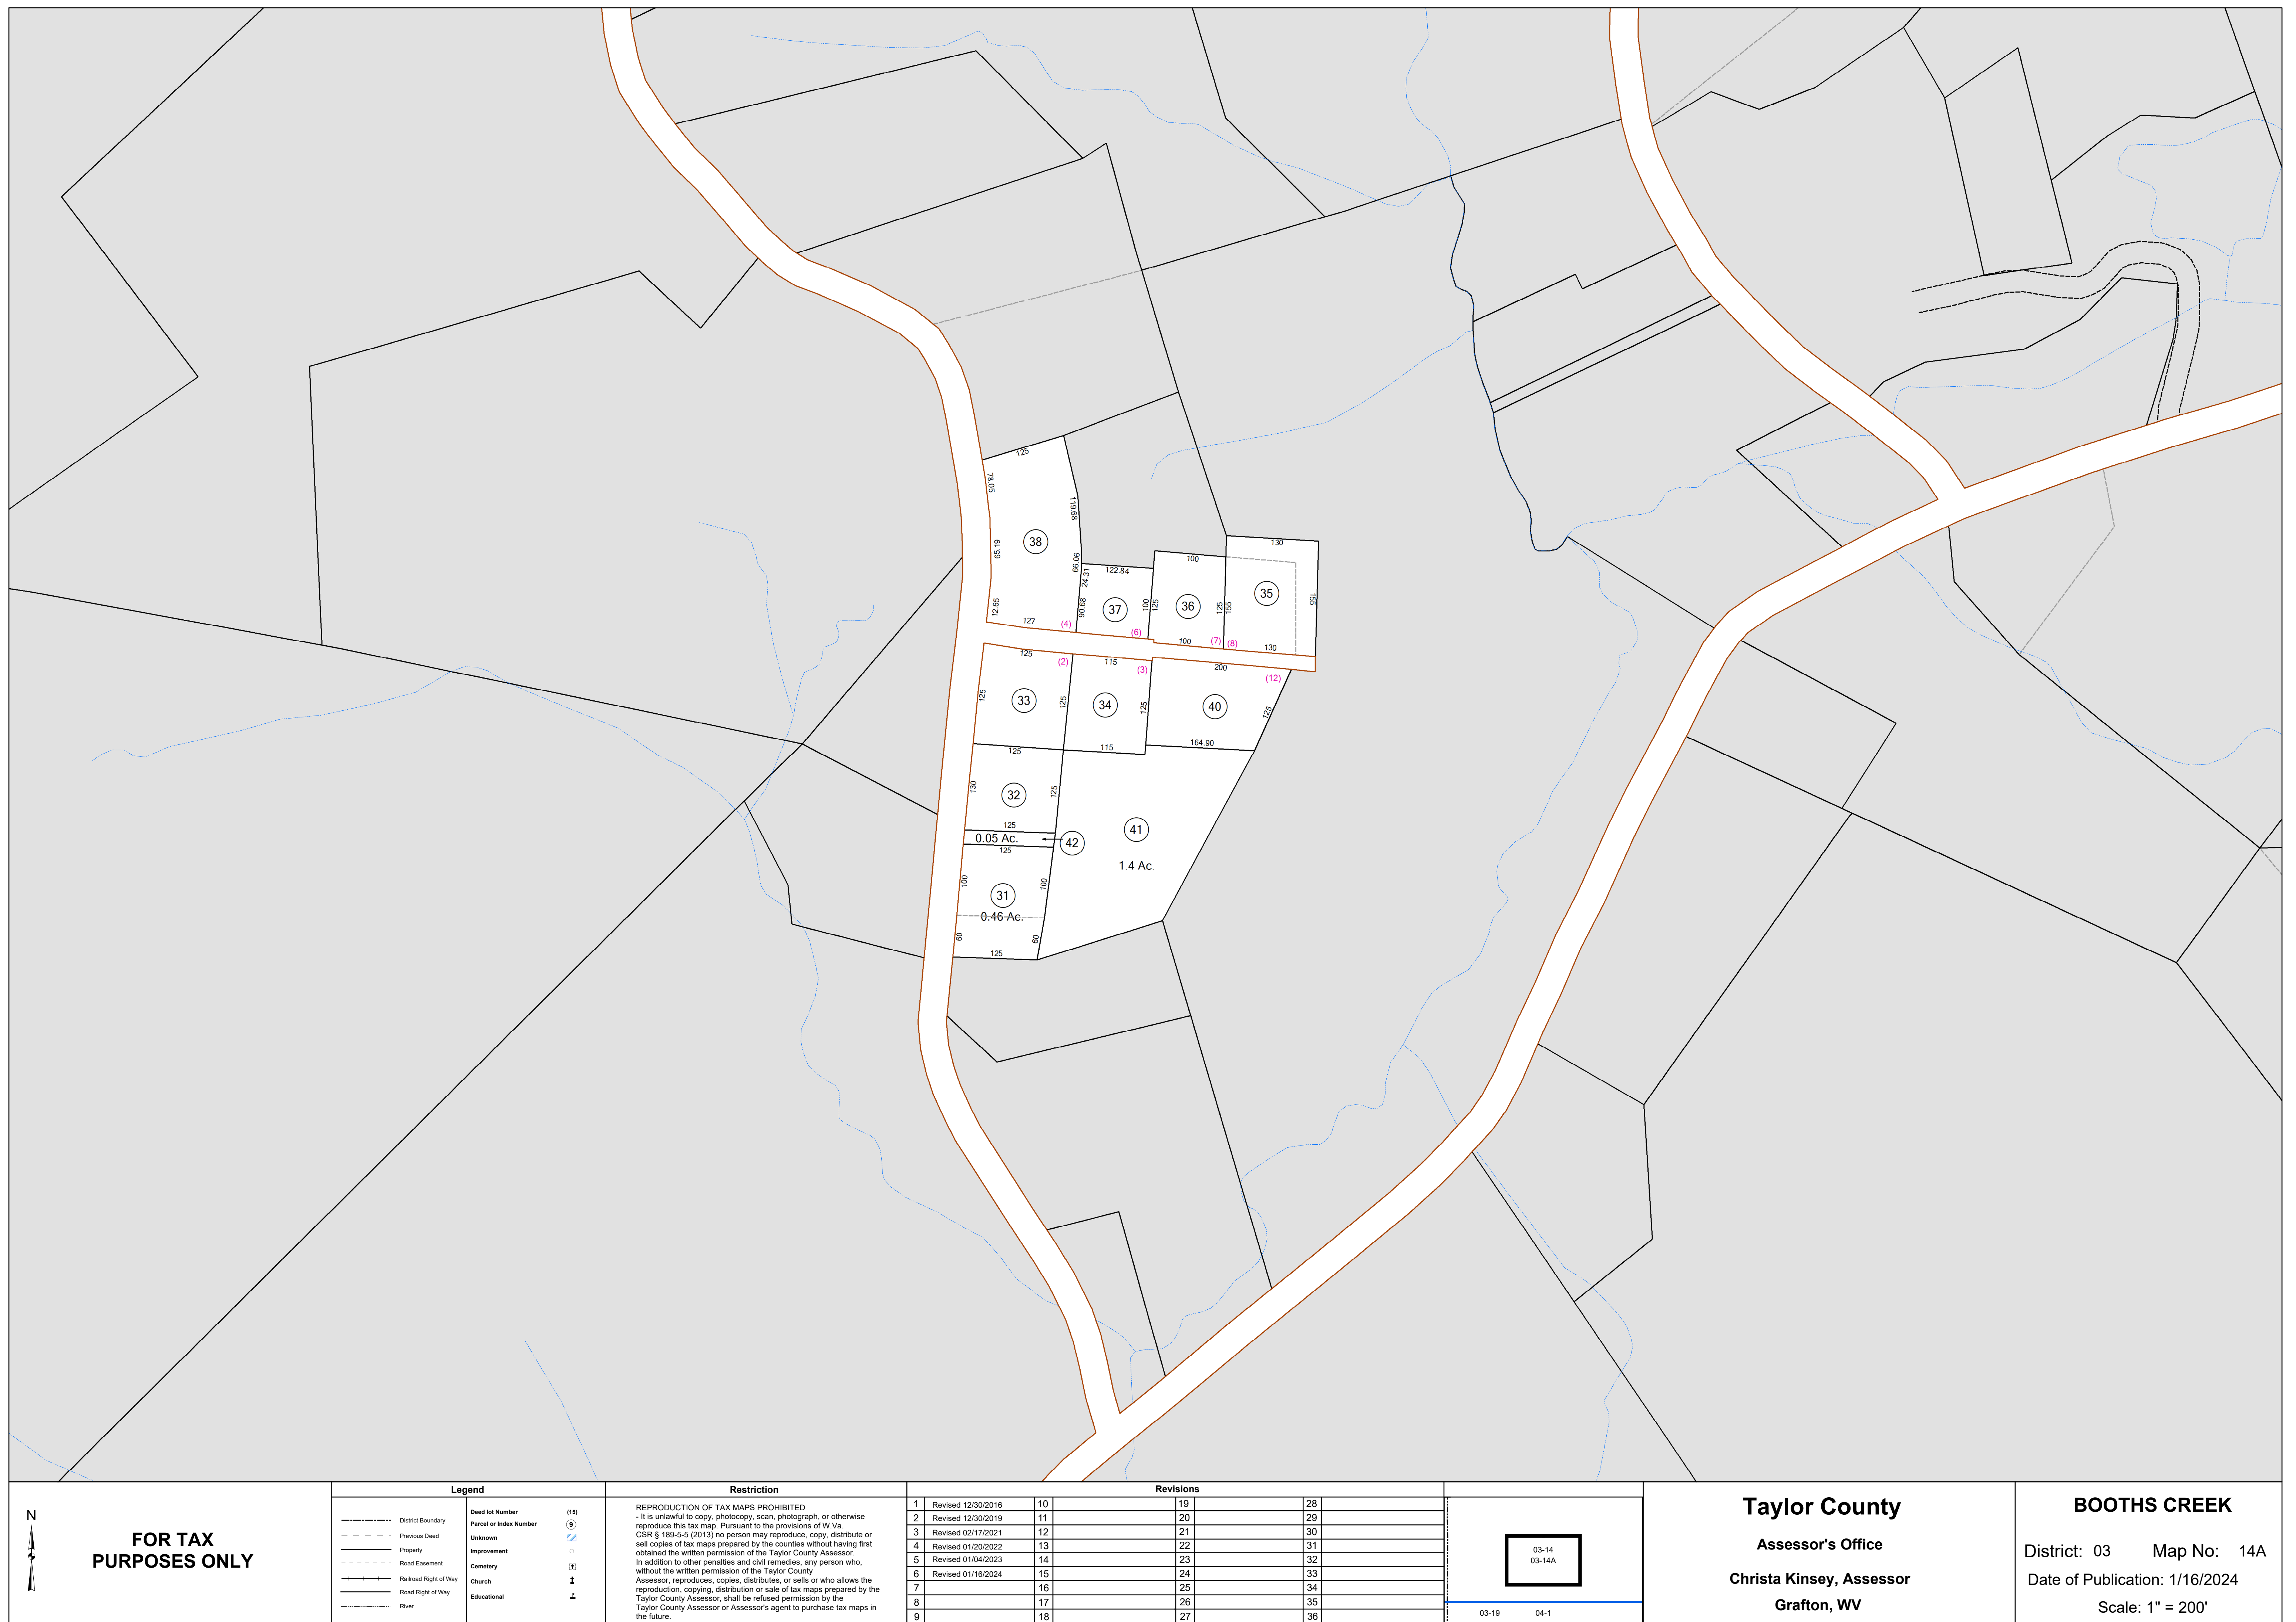 125
78.05
119.68
38
65.19
99.06
12.65
127
(4)
122.84
24.31
90.68
37
100
(6)
100
125
36
125
100
(7)
130
155
35
155
(8)
130
125
(2)
125
33
125
115
(3)
34
125
115
200
(12)
40
125
164.90
125
130
32
125
125
0.05 Ac.
42
125
41
1.4 Ac.
100
31
100
0.46 Ac.
60
60
125
N
FOR TAX
PURPOSES ONLY
Legend
District Boundary
Previous Deed
Property
Road Easement
Railroad Right of Way
Road Right of Way
River
Deed lot Number (15)
Parcel or Index Number 9
Unknown
Improvement
Cemetery
Church
Educational
Restriction
REPRODUCTION OF TAX MAPS PROHIBITED
- It is unlawful to copy, photocopy, scan, photograph, or otherwise
reproduce this tax map. Pursuant to the provisions of W.Va.
CSR § 189-5-5 (2013) no person may reproduce, copy, distribute or
sell copies of tax maps prepared by the counties without having first
obtained the written permission of the Taylor County Assessor.
In addition to other penalties and civil remedies, any person who,
without the written permission of the Taylor County
Assessor, reproduces, copies, distributes, or sells or who allows the
reproduction, copying, distribution or sale of tax maps prepared by the
Taylor County Assessor, shall be refused permission by the
Taylor County Assessor or Assessor's agent to purchase tax maps in
the future.
Revisions
1 Revised 12/30/2016 10 19 28
2 Revised 12/30/2019 11 20 29
3 Revised 02/17/2021 12 21 30
4 Revised 01/20/2022 13 22 31
5 Revised 01/04/2023 14 23 32
6 Revised 01/16/2024 15 24 33
7 16 25 34
8 17 26 35
9 18 27 36
03-14
03-14A
03-19 04-1
Taylor County
Assessor's Office
Christa Kinsey, Assessor
Grafton, WV
BOOTHS CREEK
District: 03 Map No: 14A
Date of Publication: 1/16/2024
Scale: 1" = 200'